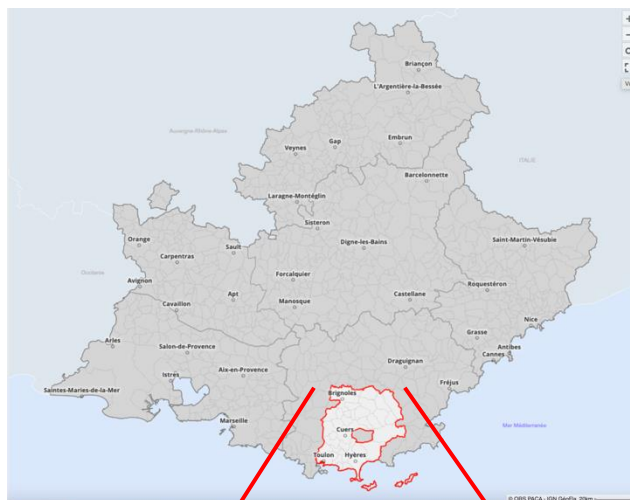 Briançon
L'Argentière-la-Bessée
Auvergne-Rhône-Alpes
Gap
Embrun
Veynes
ITALIE
Barcelonnette
Laragne-Montéglin
Sisteron
Orange
Digne-les-Bains
Saint-Martin-Vésubie
Carpentras
Sault
Forcalquier
Occitanie
Avignon
Roquestéron
Apt
Castellane
Cavaillon
Manosque
Nice
Grasse
Arles
Antibes
Salon-de-Provence
Cannes
Draguignan
Istres
Aix-en-Provence
Fréjus
Saintes-Maries-de-la-Mer
Brignoles
Marseille
Mer Méditerranée
Cuers
Toulon
Hyères
© ORS PACA - IGN GéoFla
20km